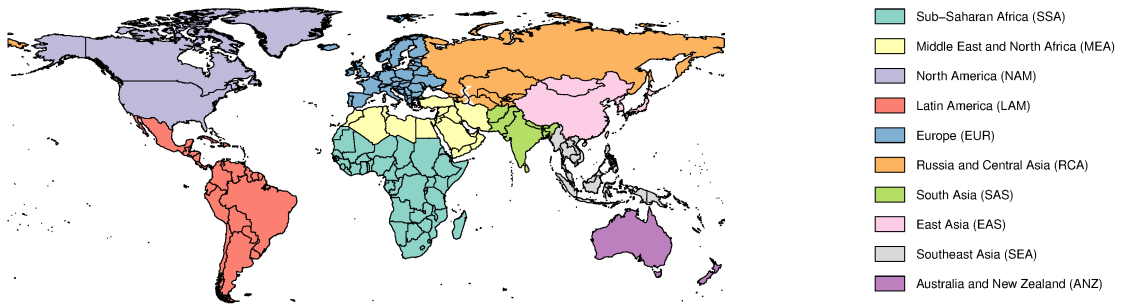 Sub−Saharan Africa (SSA)
Middle East and North Africa (MEA)
North America (NAM)
Latin America (LAM)
Europe (EUR)
Russia and Central Asia (RCA)
South Asia (SAS)
East Asia (EAS)
Southeast Asia (SEA)
Australia and New Zealand (ANZ)